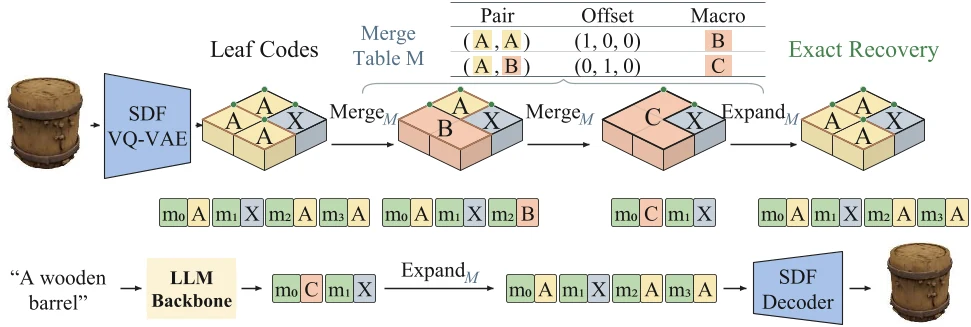 Pair Offset Macro
Merge Table M
(A, A) (1, 0, 0) B
(A, B) (0, 1, 0) C
Leaf Codes
Exact Recovery
SDF
VQ-VAE
A
A X
A
Merge_M
A
B X
Merge_M
C X
Expand_M
A
A X
A
m₀ A m₁ X m₂ A m₃ A
m₀ A m₁ X m₂ B
m₀ C m₁ X
m₀ A m₁ X m₂ A m₃ A
“A wooden
barrel”
LLM
Backbone
m₀ C m₁ X
Expand_M
m₀ A m₁ X m₂ A m₃ A
SDF
Decoder